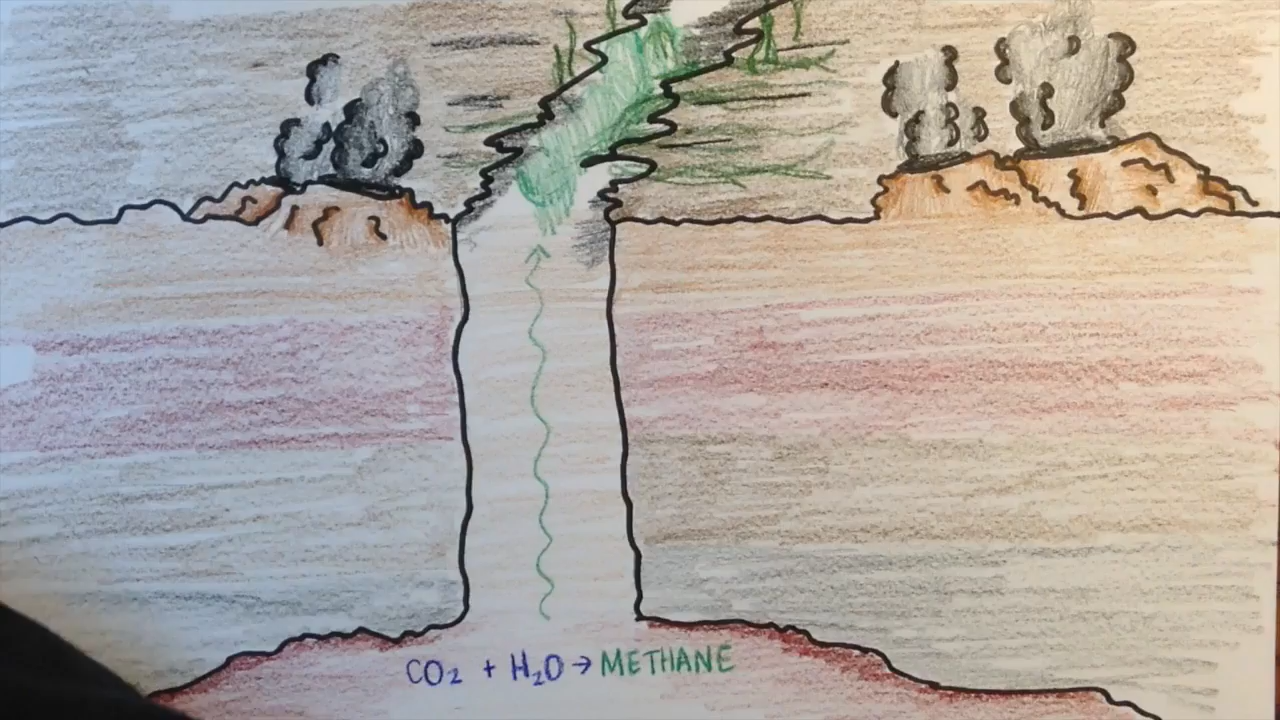 CO₂ + H₂O → METHANE